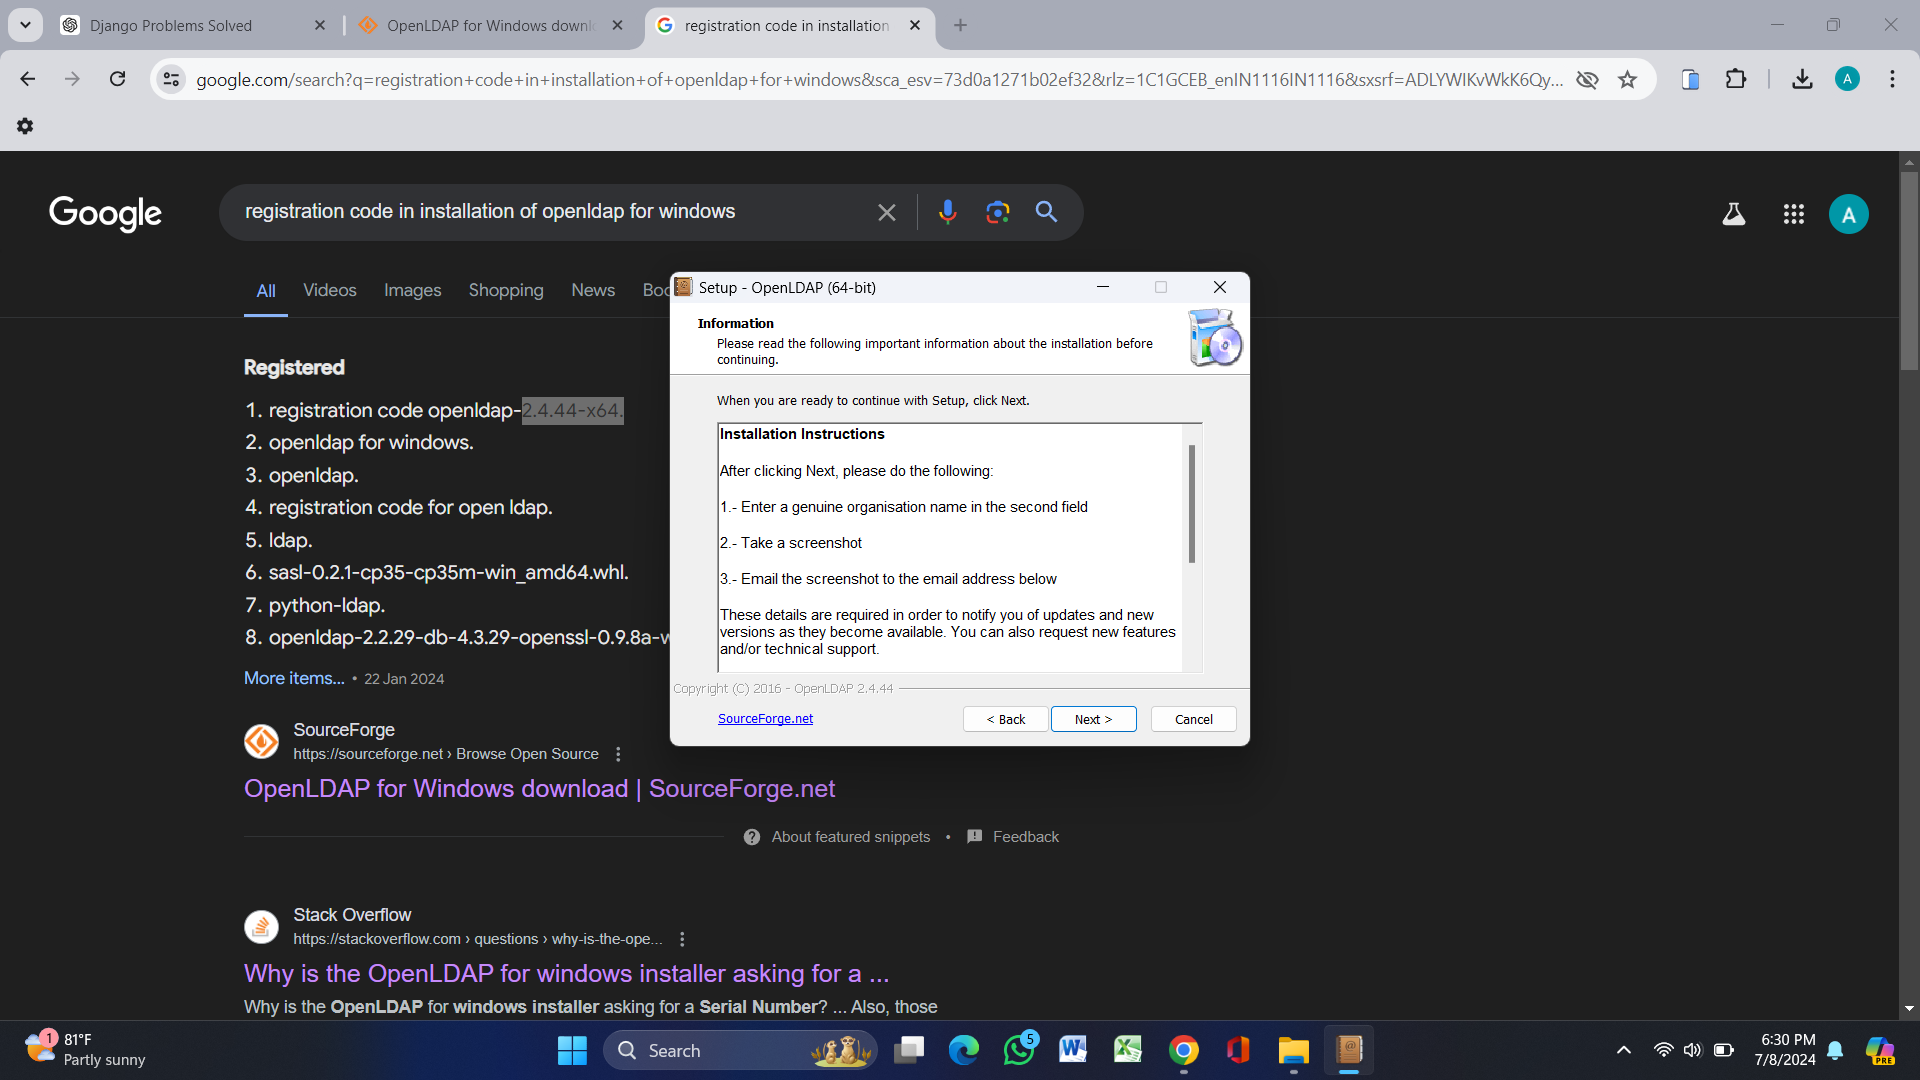 Django Problems Solved
OpenLDAP for Windows downl
registration code in installation
google.com/search?q=registration+code+in+installation+of+openldap+for+windows&sca_esv=73d0a1271b02ef32&rlz=1C1GCEB_enIN1116IN1116&sxsrf=ADLYWIKvWkK6Qy...
A
Google
registration code in installation of openldap for windows
A
All
Videos
Images
Shopping
News
Boo
Registered
1. registration code openldap-2.4.44-x64.
2. openldap for windows.
3. openldap.
4. registration code for open ldap.
5. ldap.
6. sasl-0.2.1-cp35-cp35m-win_amd64.whl.
7. python-ldap.
8. openldap-2.2.29-db-4.3.29-openssl-0.9.8a-w
More items... • 22 Jan 2024
SourceForge
https://sourceforge.net › Browse Open Source
OpenLDAP for Windows download | SourceForge.net
About featured snippets • Feedback
Stack Overflow
https://stackoverflow.com › questions › why-is-the-ope...
Why is the OpenLDAP for windows installer asking for a ...
Why is the OpenLDAP for windows installer asking for a Serial Number? ... Also, those
Setup - OpenLDAP (64-bit)
Information
Please read the following important information about the installation before
continuing.
When you are ready to continue with Setup, click Next.
Installation Instructions
After clicking Next, please do the following:
1.- Enter a genuine organisation name in the second field
2.- Take a screenshot
3.- Email the screenshot to the email address below
These details are required in order to notify you of updates and new
versions as they become available. You can also request new features
and/or technical support.
Copyright (C) 2016 - OpenLDAP 2.4.44
SourceForge.net
< Back
Next >
Cancel
1
81°F
Partly sunny
Search
5
6:30 PM
7/8/2024
PRE